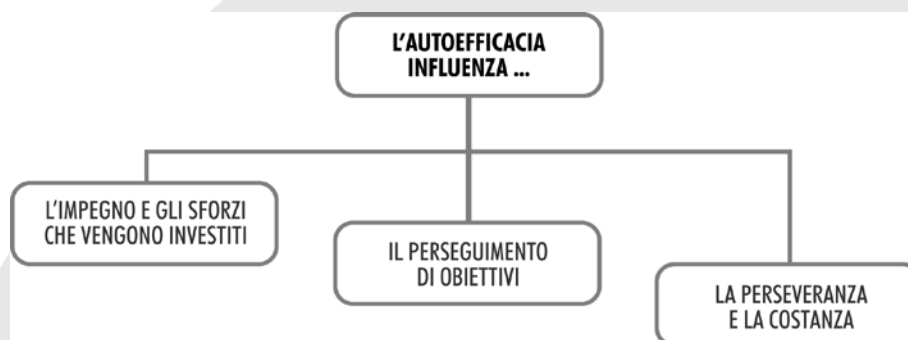 L'AUTOEFFICACIA
INFLUENZA ...
L'IMPEGNO E GLI SFORZI
CHE VENGONO INVESTITI
IL PERSEGUIMENTO
DI OBIETTIVI
LA PERSEVERANZA
E LA COSTANZA